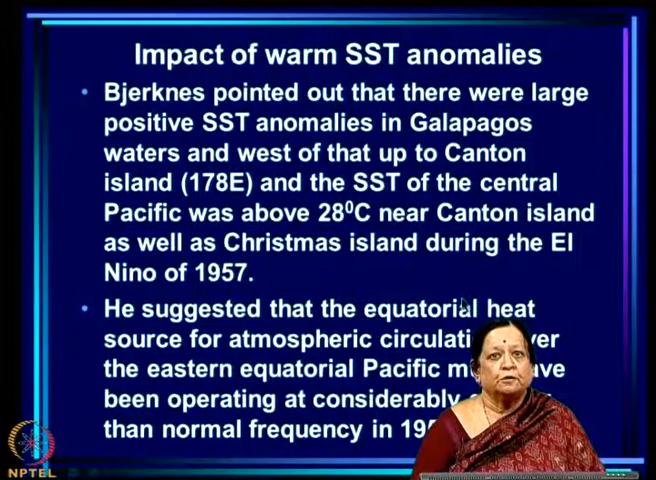 Impact of warm SST anomalies
• Bjerknes pointed out that there were large
positive SST anomalies in Galapagos
waters and west of that up to Canton
island (178E) and the SST of the central
Pacific was above 28⁰C near Canton island
as well as Christmas island during the El
Nino of 1957.
• He suggested that the equatorial heat
source for atmospheric over
the eastern equatorial Pacific
been operating at considerably
than normal frequency in
NPTEL